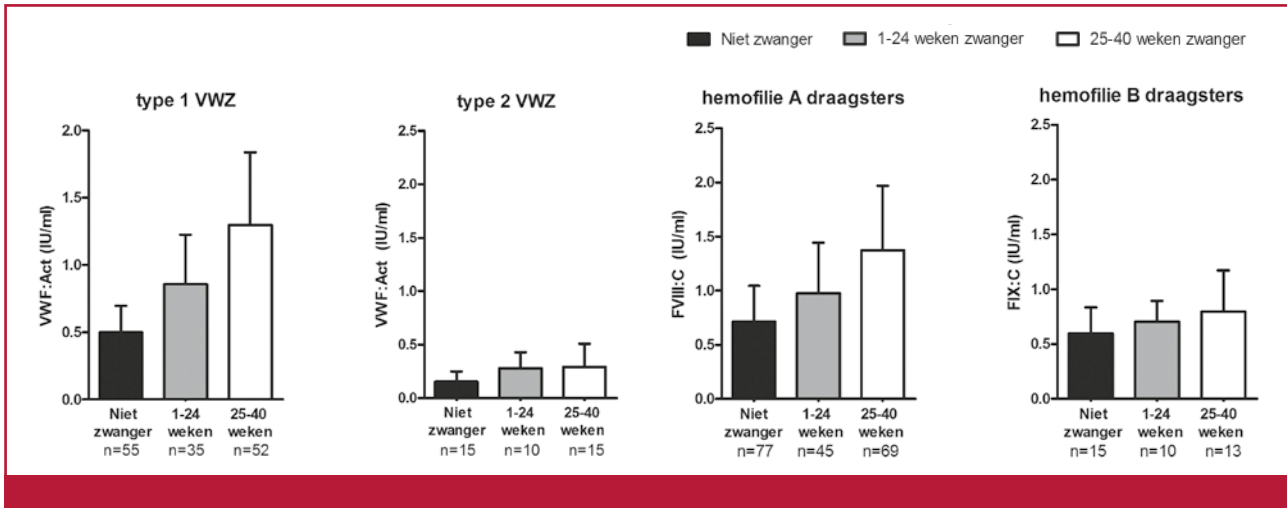 Niet zwanger 1-24 weken zwanger 25-40 weken zwanger
type 1 VWZ
VWF:Act (IU/ml)
2.0
1.5
1.0
0.5
0.0
Niet zwanger 1-24 weken 25-40 weken
n=55 n=35 n=52
type 2 VWZ
VWF:Act (IU/ml)
2.5
2.0
1.5
1.0
0.5
0.0
Niet zwanger 1-24 weken 25-40 weken
n=15 n=10 n=15
hemofilie A draagsters
FVIII:C (IU/ml)
2.5
2.0
1.5
1.0
0.5
0.0
Niet zwanger 1-24 weken 25-40 weken
n=77 n=45 n=69
hemofilie B draagsters
FIX:C (IU/ml)
2.5
2.0
1.5
1.0
0.5
0.0
Niet zwanger 1-24 weken 25-40 weken
n=15 n=10 n=13